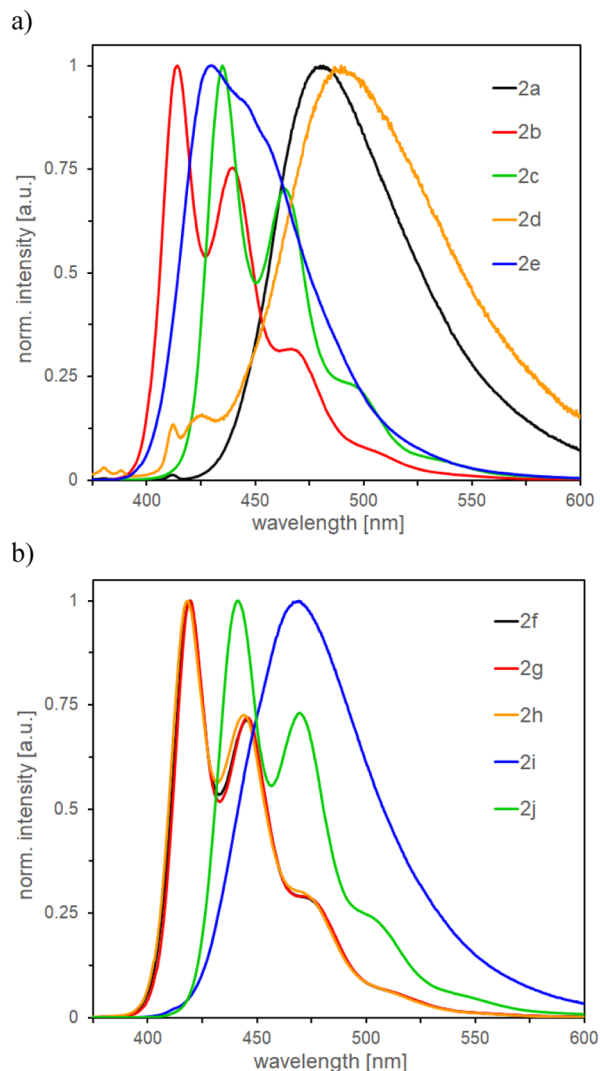 a)
1
0.75
0.5
0.25
0
400
450
500
550
600
norm. intensity [a.u.]
wavelength [nm]
2a
2b
2c
2d
2e
b)
1
0.75
0.5
0.25
0
400
450
500
550
600
norm. intensity [a.u.]
wavelength [nm]
2f
2g
2h
2i
2j